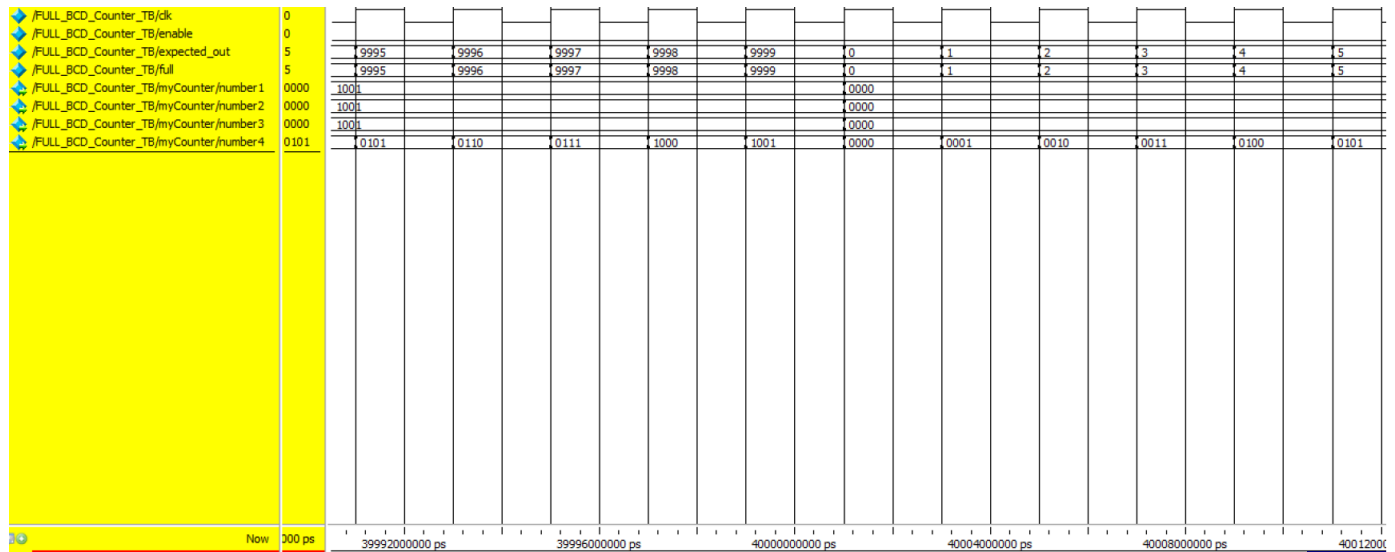 /FULL_BCD_Counter_TB/clk 0
/FULL_BCD_Counter_TB/enable 0
/FULL_BCD_Counter_TB/expected_out 5 9995 9996 9997 9998 9999 0 1 2 3 4 5
/FULL_BCD_Counter_TB/full 5 9995 9996 9997 9998 9999 0 1 2 3 4 5
/FULL_BCD_Counter_TB/myCounter/number1 0000 1001 0000
/FULL_BCD_Counter_TB/myCounter/number2 0000 1001 0000
/FULL_BCD_Counter_TB/myCounter/number3 0000 1001 0000
/FULL_BCD_Counter_TB/myCounter/number4 0101 0101 0110 0111 1000 1001 0000 0001 0010 0011 0100 0101
Now 000 ps 39992000000 ps 39996000000 ps 40000000000 ps 40004000000 ps 40008000000 ps 40012000